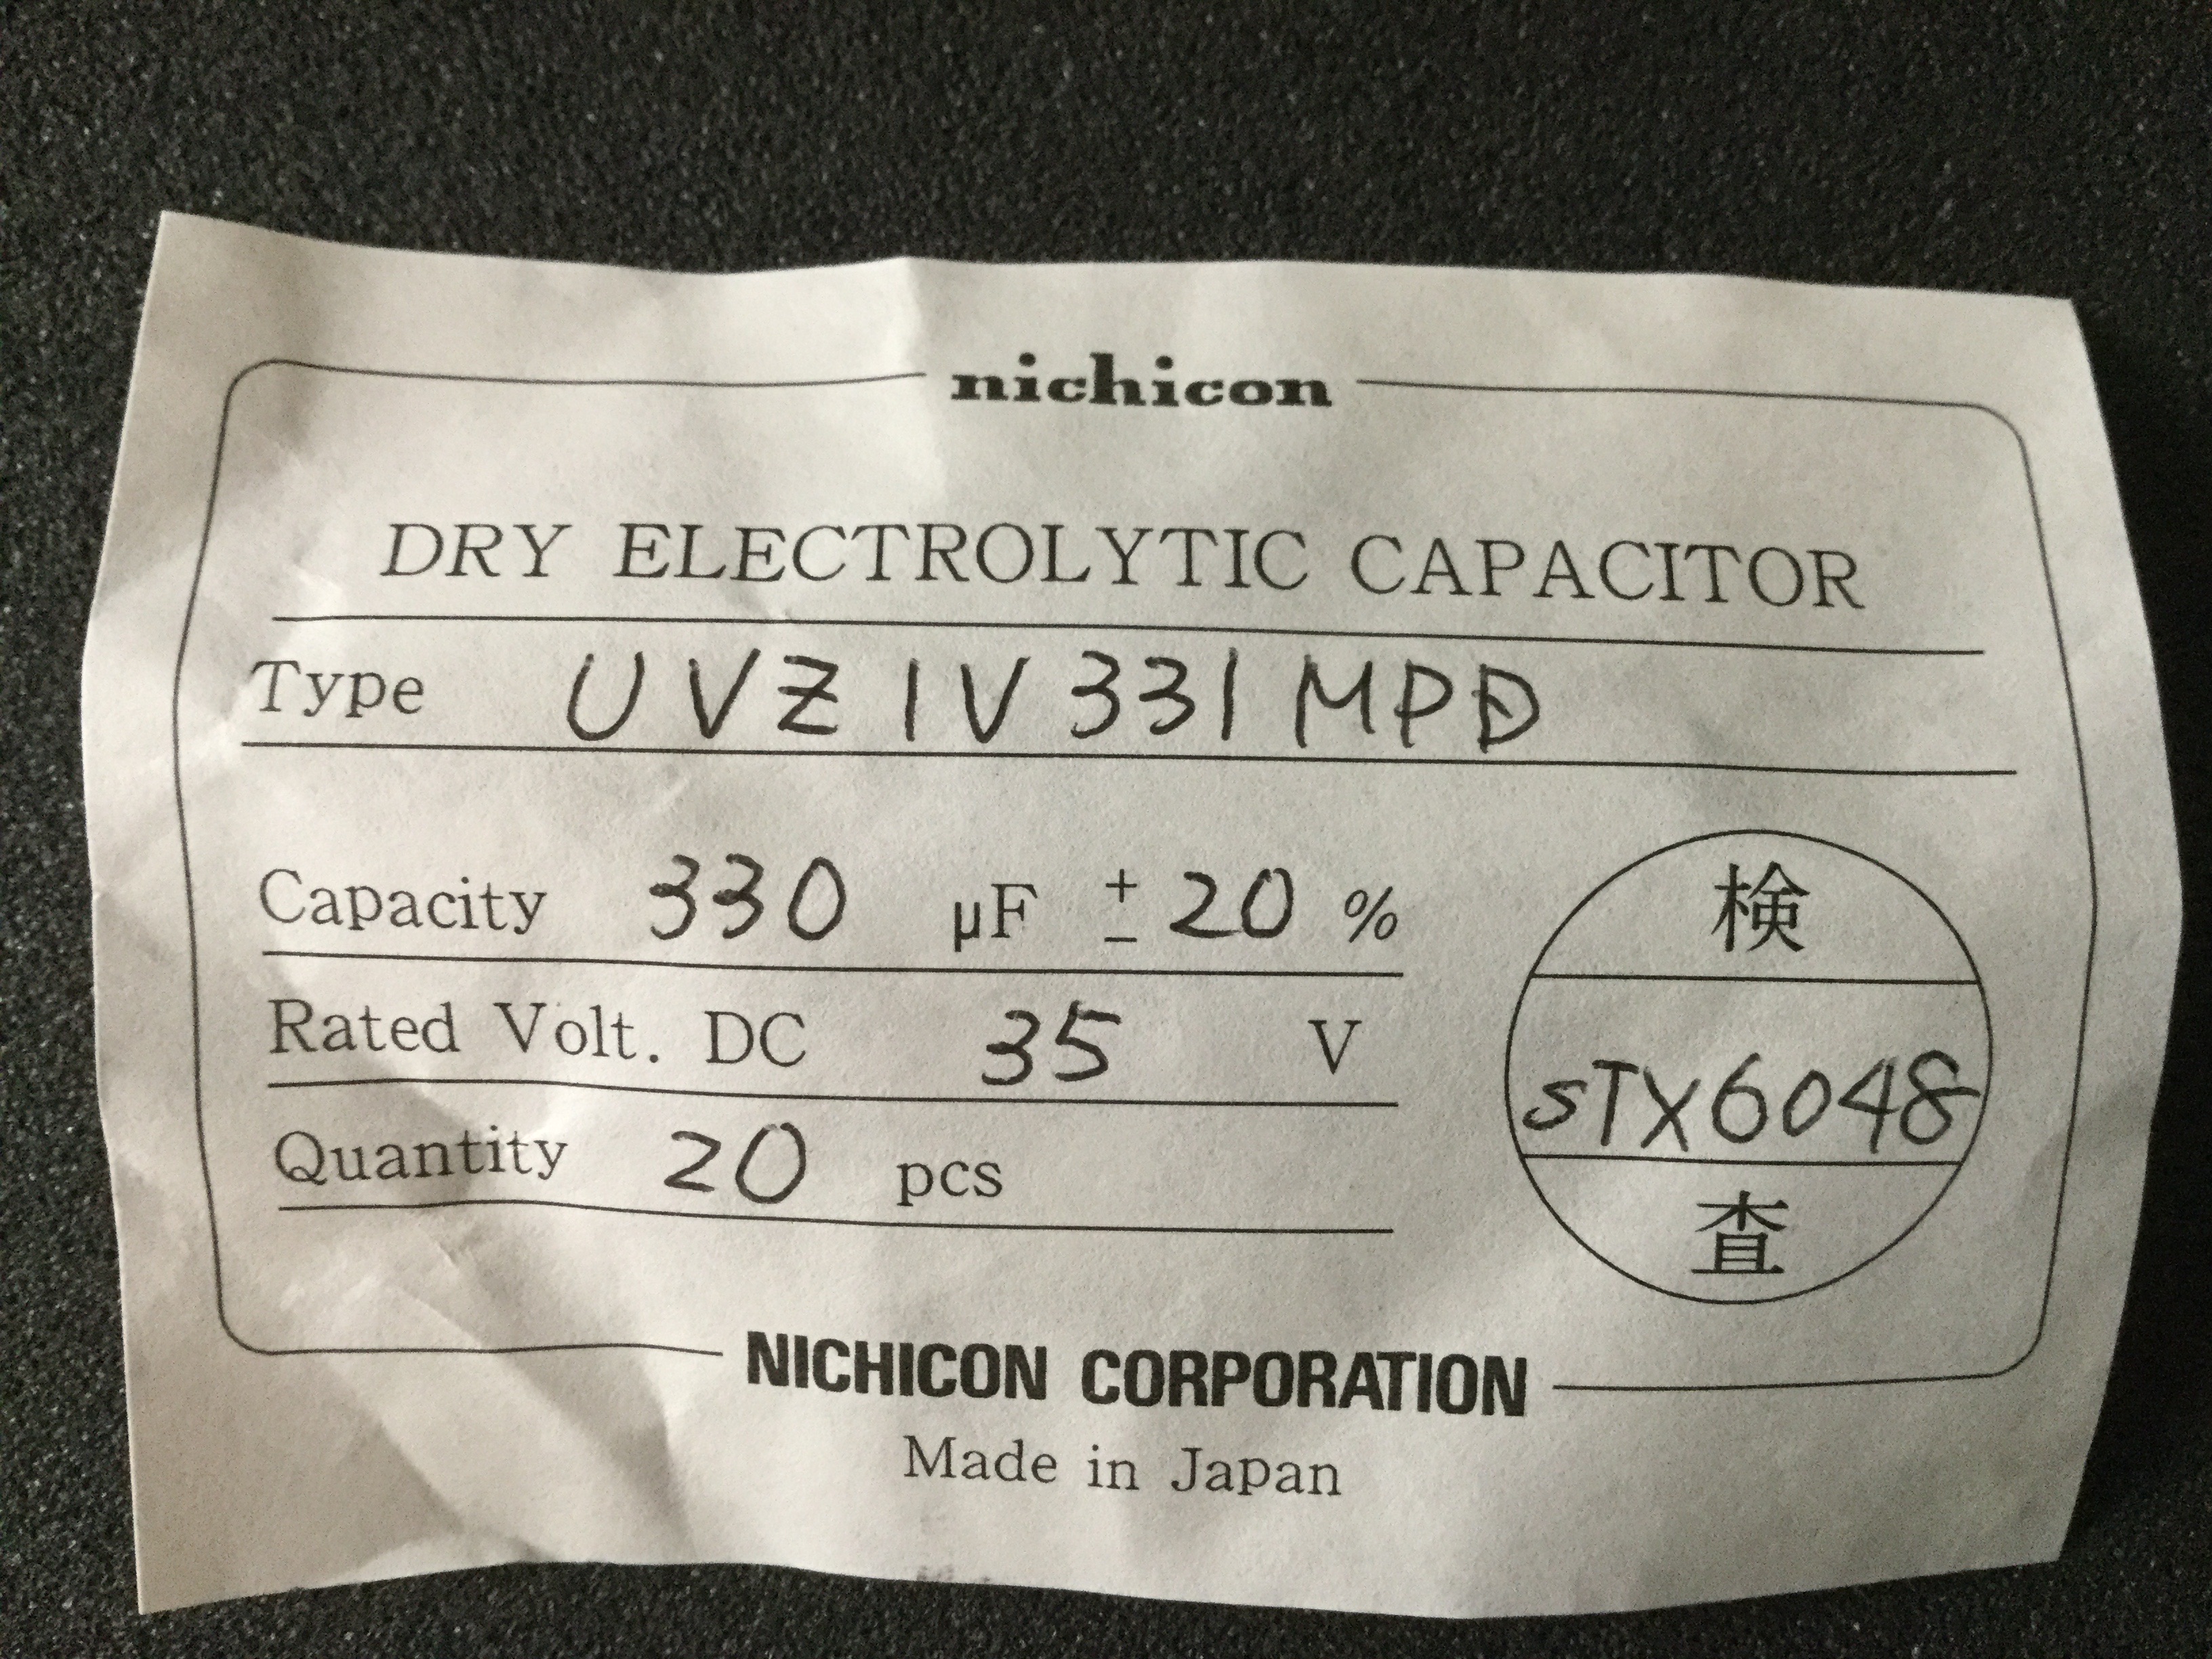 nichicon
DRY ELECTROLYTIC CAPACITOR
Type UVZ1V331MPD
Capacity 330 μF ± 20 %
Rated Volt. DC 35 V
Quantity 20 pcs
検
STX6048
査
NICHICON CORPORATION
Made in Japan